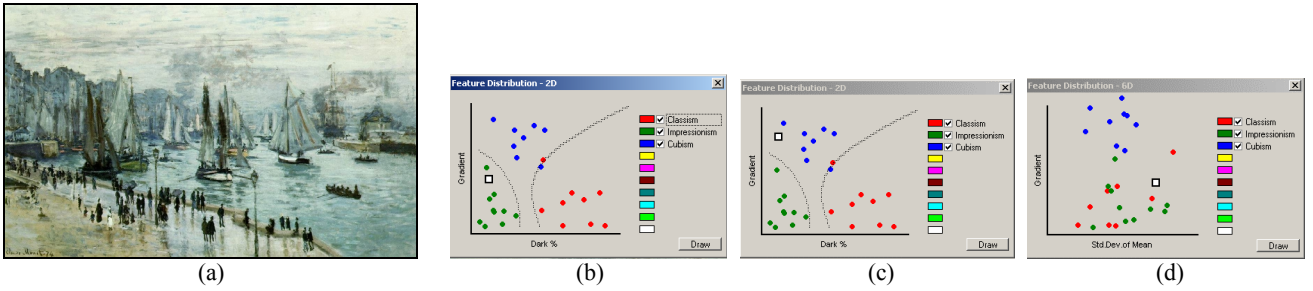 Feature Distribution - 2D
Gradient
Dark %
Classism
Impressionism
Cubism
Draw
Feature Distribution - 2D
Gradient
Dark %
Classism
Impressionism
Cubism
Draw
Feature Distribution - 6D
Gradient
Std.Dev.of Mean
Classism
Impressionism
Cubism
Draw
(a)
(b)
(c)
(d)